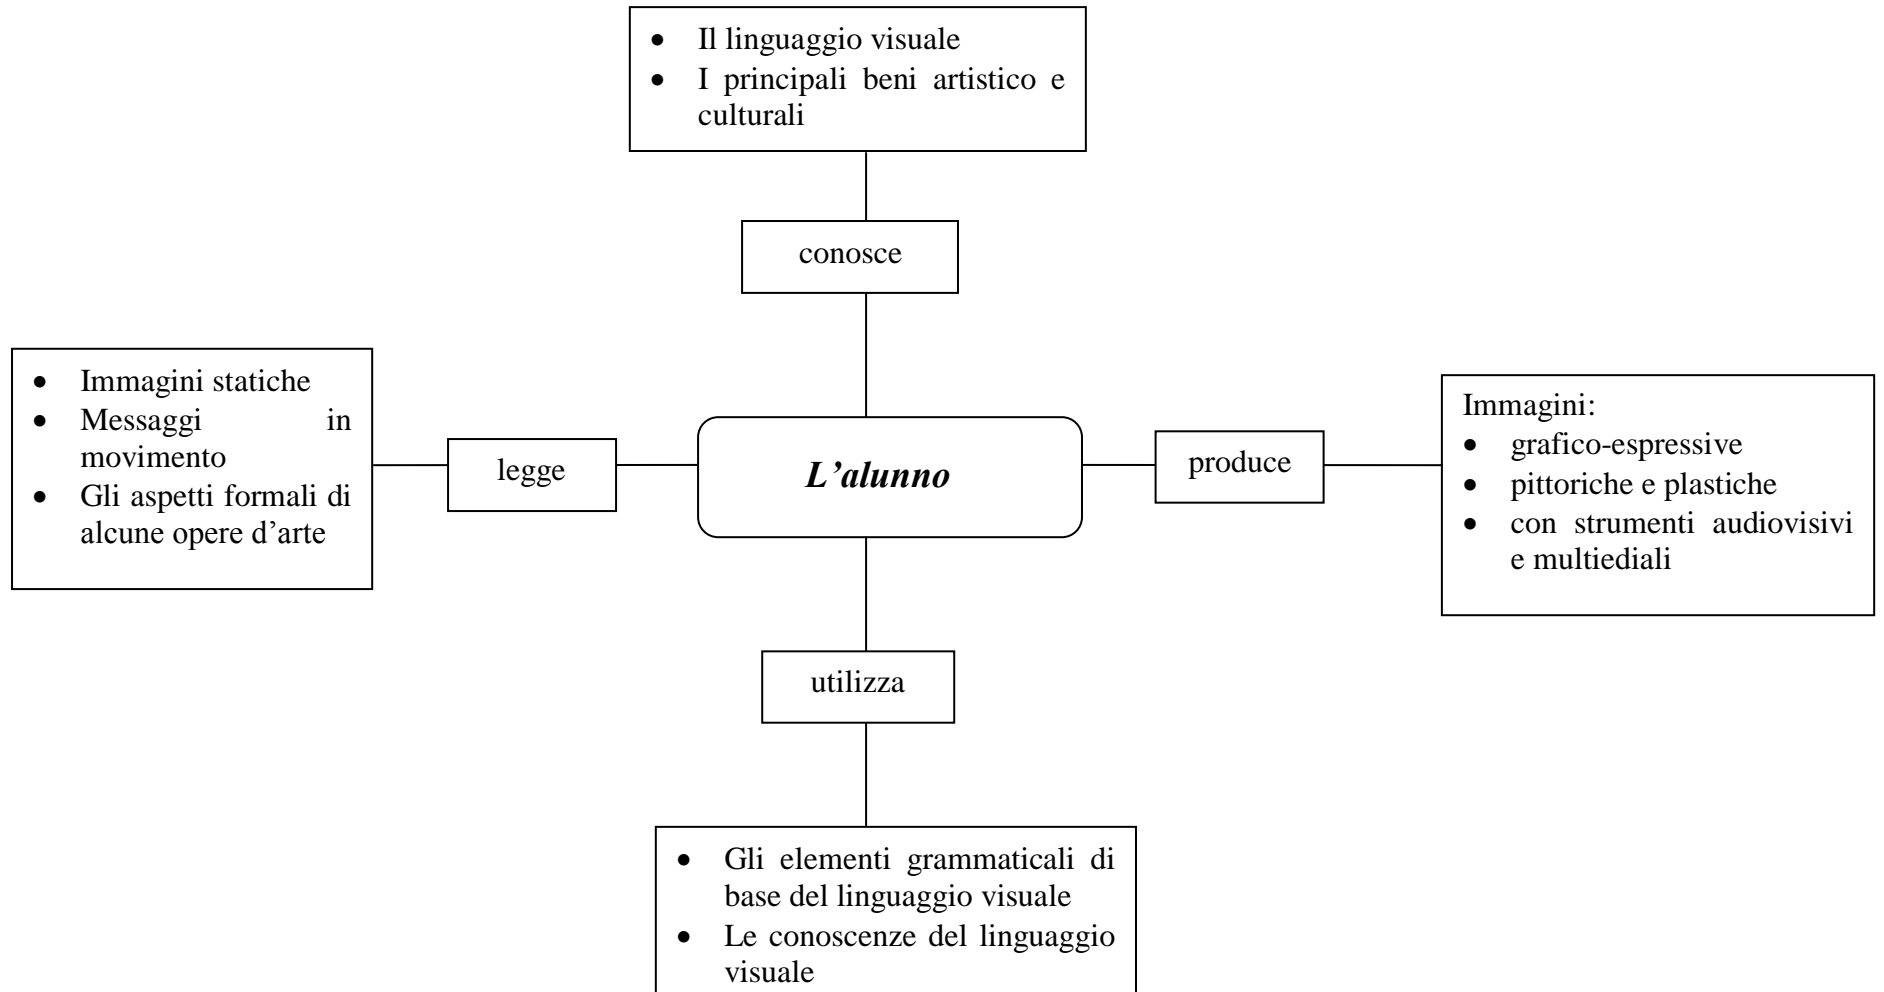 • Il linguaggio visuale
• I principali beni artistico e
culturali
conosce
• Immagini statiche
• Messaggi in
movimento
• Gli aspetti formali di
alcune opere d’arte
legge
L’alunno
produce
Immagini:
• grafico-espressive
• pittoriche e plastiche
• con strumenti audiovisivi
e multiediali
utilizza
• Gli elementi grammaticali di
base del linguaggio visuale
• Le conoscenze del linguaggio
visuale